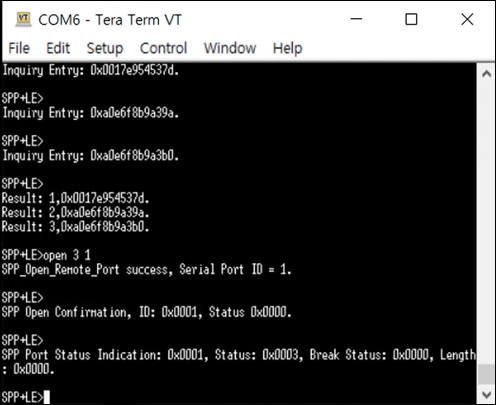 VT COM6 - Tera Term VT
File Edit Setup Control Window Help
Inquiry Entry: 0x0017e954537d.
SPP+LE>
Inquiry Entry: 0xa0e6f8b9a39a.
SPP+LE>
Inquiry Entry: 0xa0e6f8b9a3b0.
SPP+LE>
Result: 1,0x0017e954537d.
Result: 2,0xa0e6f8b9a39a.
Result: 3,0xa0e6f8b9a3b0.
SPP+LE>open 3 1
SPP_Open_Remote_Port success, Serial Port ID = 1.
SPP+LE>
SPP Open Confirmation, ID: 0x0001, Status 0x0000.
SPP+LE>
SPP Port Status Indication: 0x0001, Status: 0x0003, Break Status: 0x0000, Length
: 0x0000.
SPP+LE>